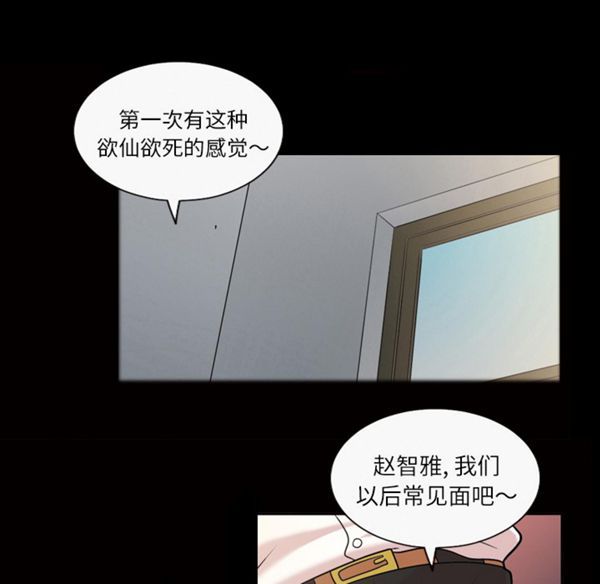 第一次有这种
欲仙欲死的感觉～
赵智雅, 我们
以后常见面吧～